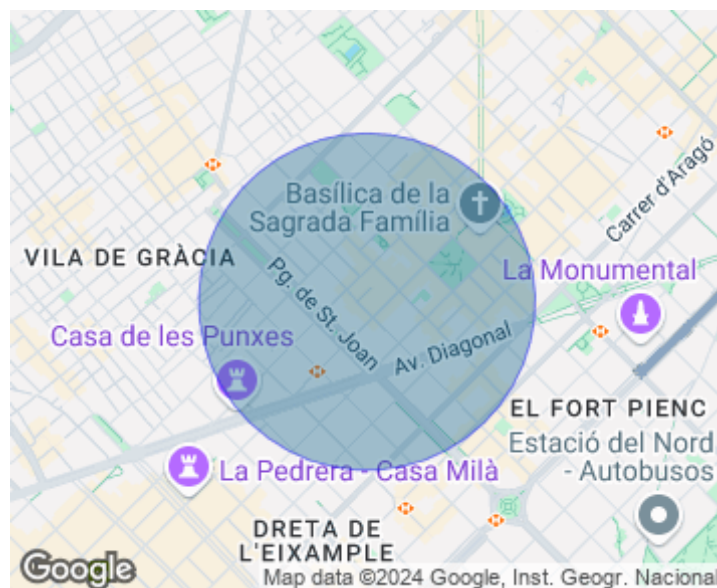 Basílica de la
Sagrada Família
Carrer d'Aragó
VILA DE GRÀCIA
Pg. de St. Joan
La Monumental
Casa de les Punxes
Av. Diagonal
EL FORT PIENC
Estació del Nord
- Autobusos
La Pedrera - Casa Milà
DRETA DE
L'EIXAMPLE
Google
Map data ©2024 Google, Inst. Geogr. Nacional